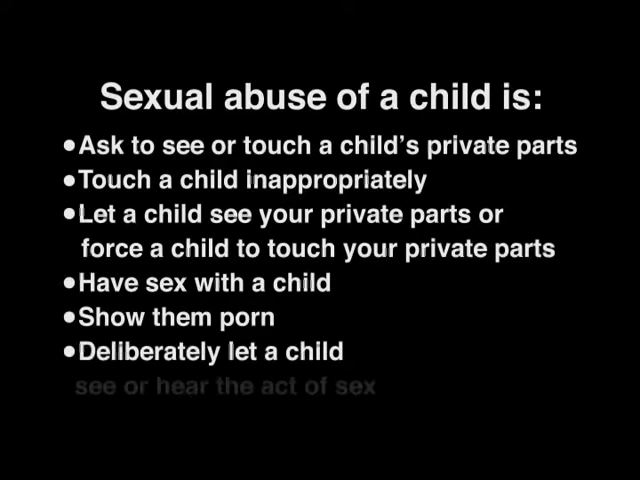 Sexual abuse of a child is:
•Ask to see or touch a child's private parts
•Touch a child inappropriately
•Let a child see your private parts or
force a child to touch your private parts
•Have sex with a child
•Show them porn
•Deliberately let a child
see or hear the act of sex